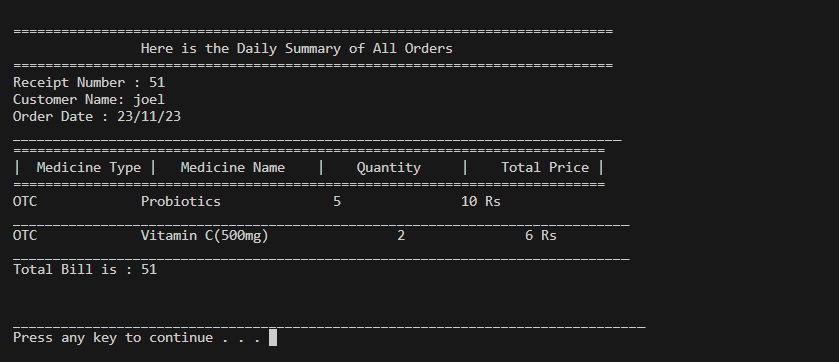 ===========================================================================
Here is the Daily Summary of All Orders
===========================================================================
Receipt Number : 51
Customer Name: joel
Order Date : 23/11/23
____________________________________________________________________________
==========================================================================
| Medicine Type | Medicine Name | Quantity | Total Price |
==========================================================================
OTC Probiotics 5 10 Rs
_____________________________________________________________________________
OTC Vitamin C(500mg) 2 6 Rs
_____________________________________________________________________________
Total Bill is : 51
_______________________________________________________________________________
Press any key to continue . . .